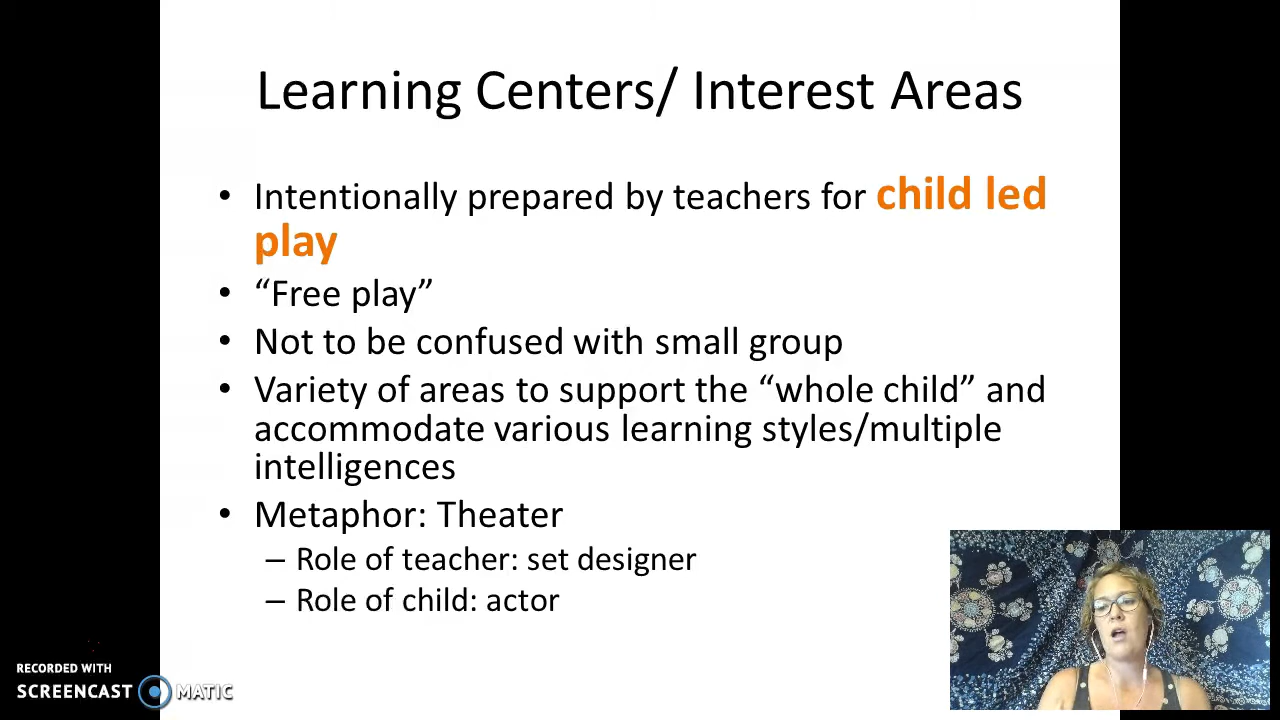 Learning Centers/ Interest Areas
• Intentionally prepared by teachers for child led
play
• “Free play”
• Not to be confused with small group
• Variety of areas to support the “whole child” and
accommodate various learning styles/multiple
intelligences
• Metaphor: Theater
– Role of teacher: set designer
– Role of child: actor
RECORDED WITH
SCREENCAST MATIC